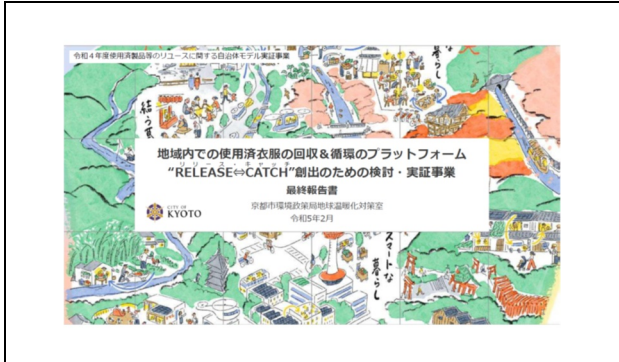 令和４年度使用済製品等のリユースに関する自治体モデル実証事業
結う暮
な
暮らし
地域内での使用済衣服の回収＆循環のプラットフォーム
リリース キャッチ
“RELEASE⇔CATCH”創出のための検討・実証事業
最終報告書
CITY OF
KYOTO
京都市環境政策局地球温暖化対策室
令和5年2月
スマートな
暮らし